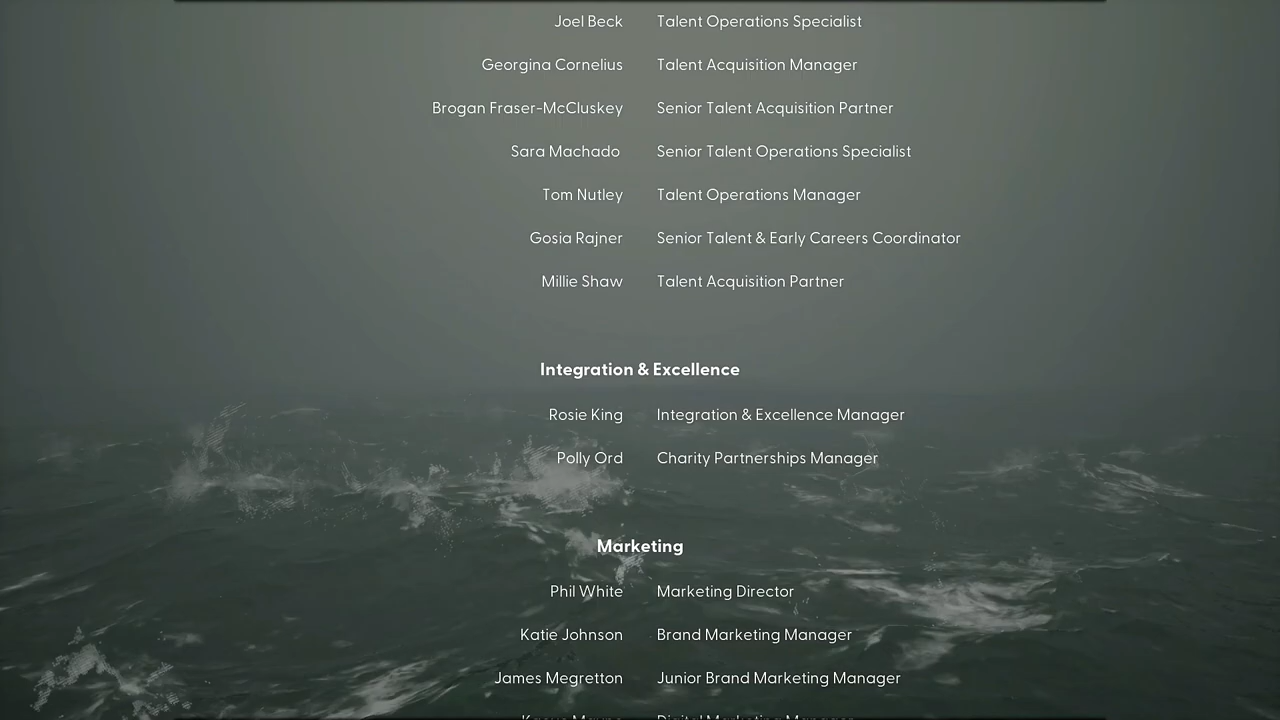 Joel Beck Talent Operations Specialist
Georgina Cornelius Talent Acquisition Manager
Brogan Fraser-McCluskey Senior Talent Acquisition Partner
Sara Machado Senior Talent Operations Specialist
Tom Nutley Talent Operations Manager
Gosia Rajner Senior Talent & Early Careers Coordinator
Millie Shaw Talent Acquisition Partner
Integration & Excellence
Rosie King Integration & Excellence Manager
Polly Ord Charity Partnerships Manager
Marketing
Phil White Marketing Director
Katie Johnson Brand Marketing Manager
James Megretton Junior Brand Marketing Manager
Digital Marketing Manager